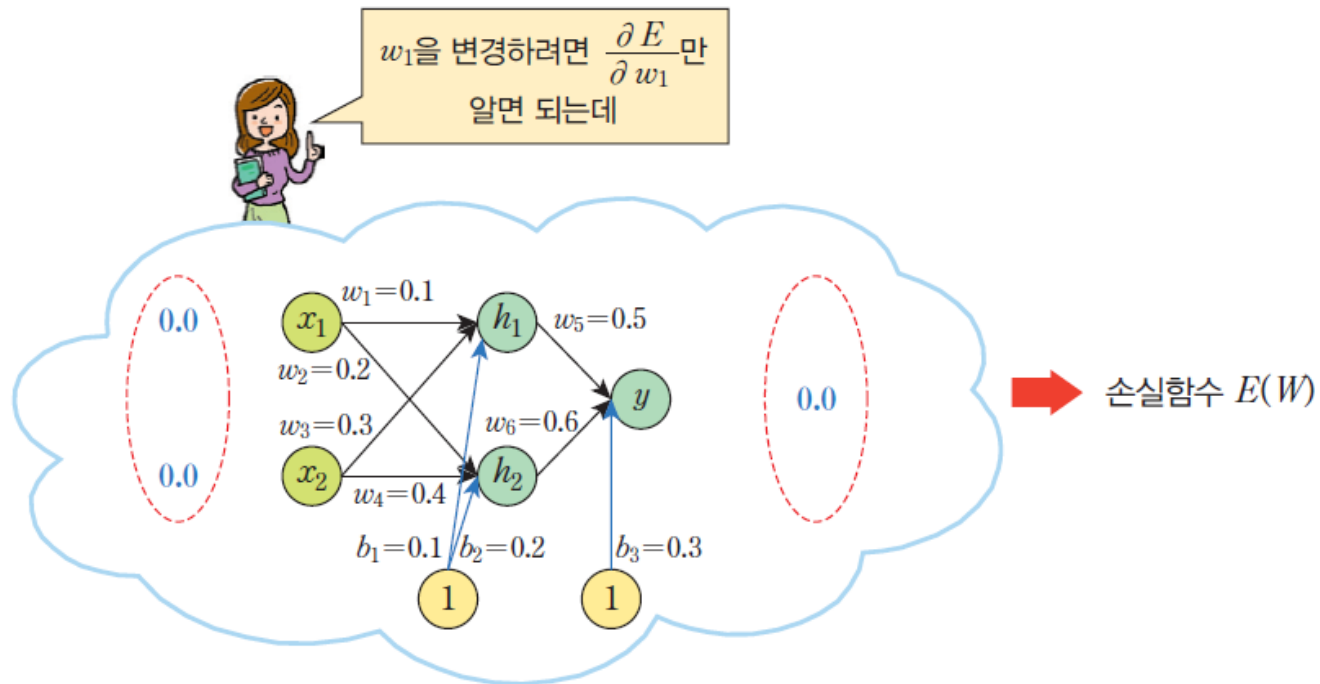 w₁을 변경하려면 ∂E/∂w₁만
알면 되는데
0.0
x₁
w₁=0.1
h₁
w₅=0.5
w₂=0.2
y
0.0
손실함수 E(W)
w₃=0.3
w₆=0.6
0.0
x₂
w₄=0.4
h₂
b₁=0.1
b₂=0.2
b₃=0.3
1
1